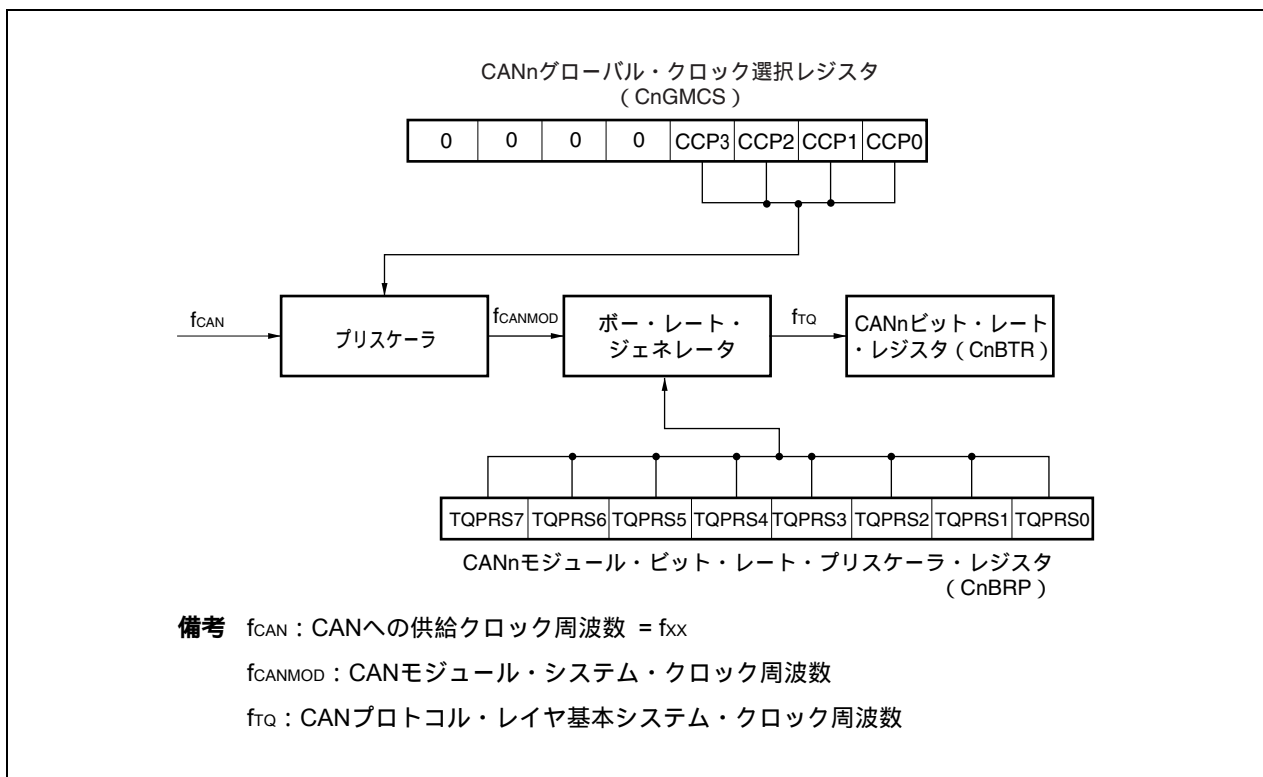 CANnグローバル・クロック選択レジスタ
（CnGMCS）
0 0 0 0 CCP3 CCP2 CCP1 CCP0
fCAN
プリスケーラ
fCANMOD
ボー・レート・
ジェネレータ
fTQ
CANnビット・レート
・レジスタ（CnBTR）
TQPRS7 TQPRS6 TQPRS5 TQPRS4 TQPRS3 TQPRS2 TQPRS1 TQPRS0
CANnモジュール・ビット・レート・プリスケーラ・レジスタ
（CnBRP）
備考 fCAN：CANへの供給クロック周波数 = fXX
fCANMOD：CANモジュール・システム・クロック周波数
fTQ：CANプロトコル・レイヤ基本システム・クロック周波数